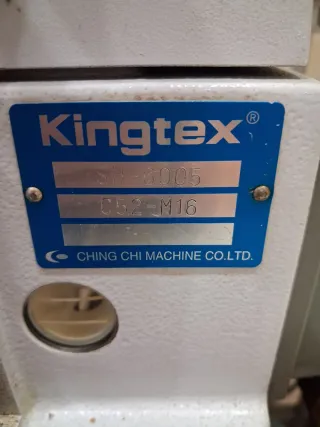 Kingtex®
C52-M16
CHING CHI MACHINE CO.LTD.